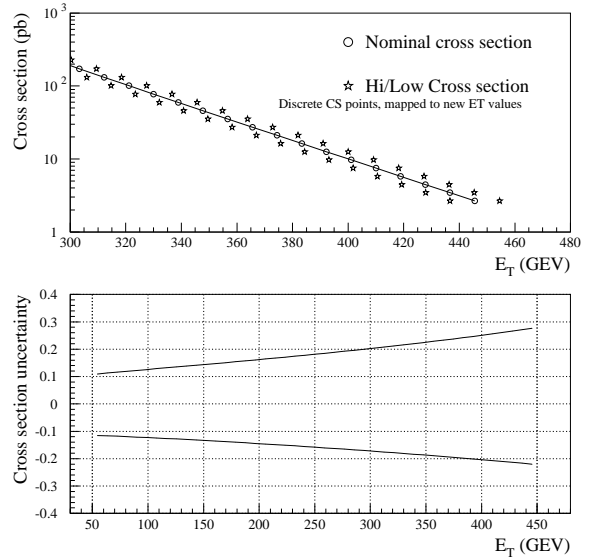 Cross section (pb)
10 3
10 2
10
1
Nominal cross section
Hi/Low Cross section
Discrete CS points, mapped to new ET values
300 320 340 360 380 400 420 440 460 480
E_T (GEV)
Cross section uncertainty
0.4
0.3
0.2
0.1
0
-0.1
-0.2
-0.3
-0.4
50 100 150 200 250 300 350 400 450
E_T (GEV)